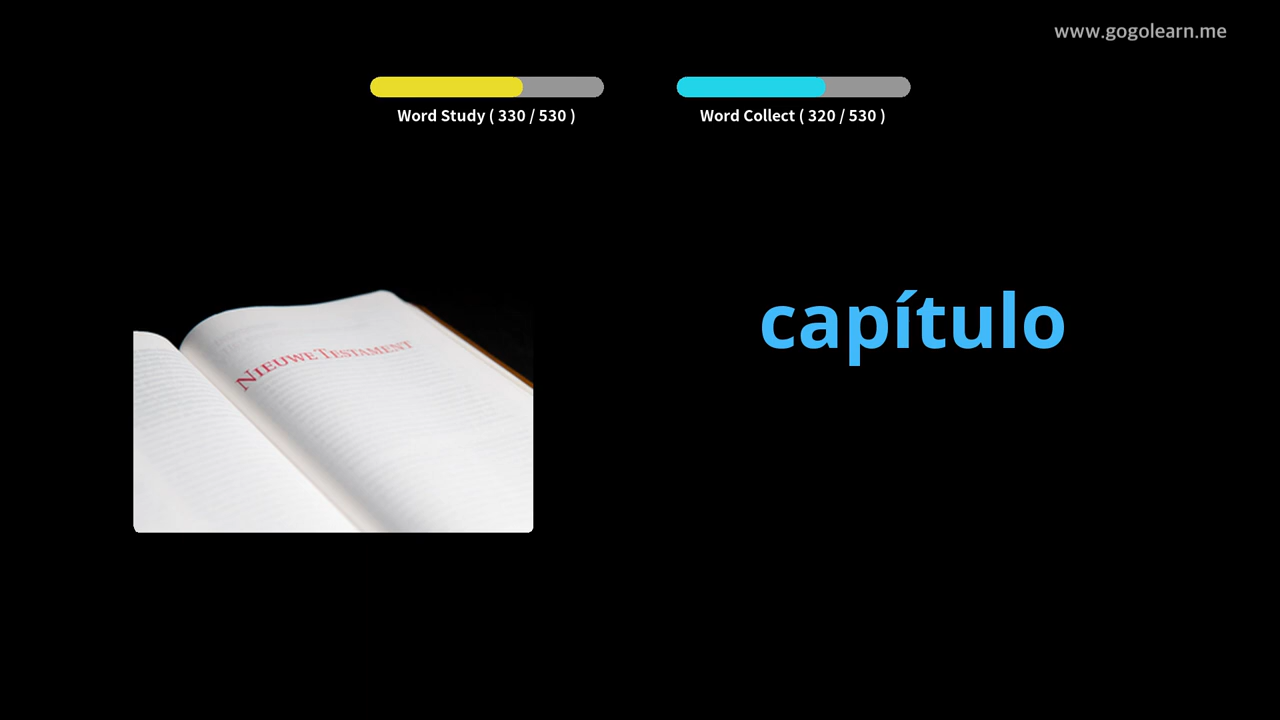 www.gogolearn.me
Word Study ( 330 / 530 )
Word Collect ( 320 / 530 )
capítulo
NIEUWE TESTAMENT